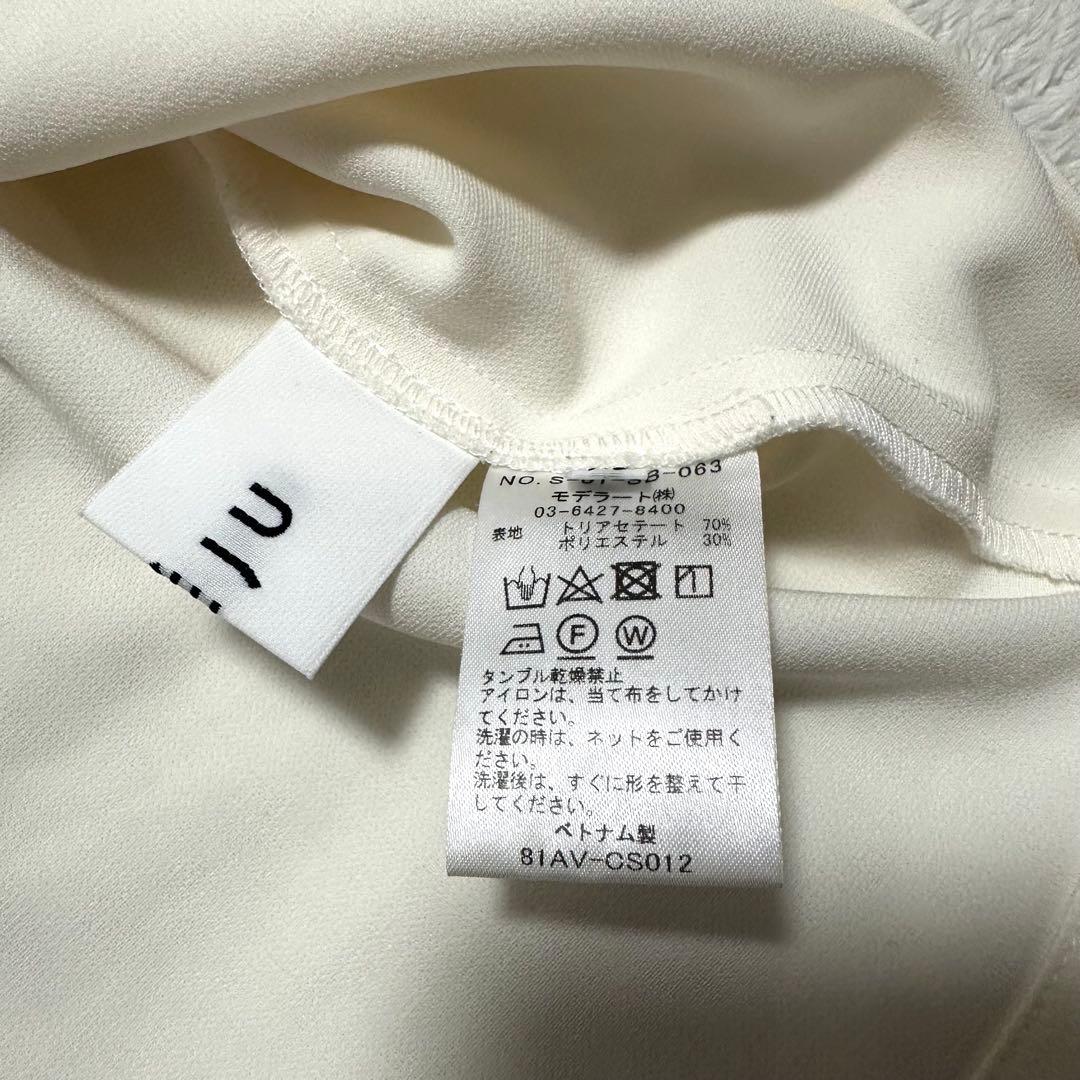 モデラート㈱
03-6427-8400
表地 トリアセテート 70%
ポリエステル 30%
F W
タンブル乾燥禁止
アイロンは、当て布をしてかけ
てください。
洗濯の時は、ネットをご使用く
ださい。
洗濯後は、すぐに形を整えて干
してください。
ベトナム製
81AV-CS012